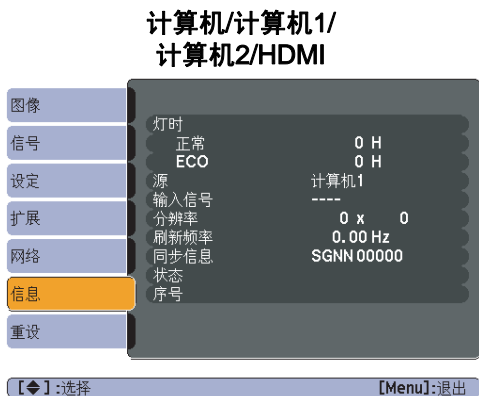 计算机/计算机1/
计算机2/HDMI
图像
信号
设定
扩展
网络
信息
重设
灯时
正常 0 H
ECO 0 H
源 计算机1
输入信号 ----
分辨率 0 x 0
刷新频率 0.00 Hz
同步信息 SGNN 00000
状态
序号
[◆]:选择 [Menu]:退出